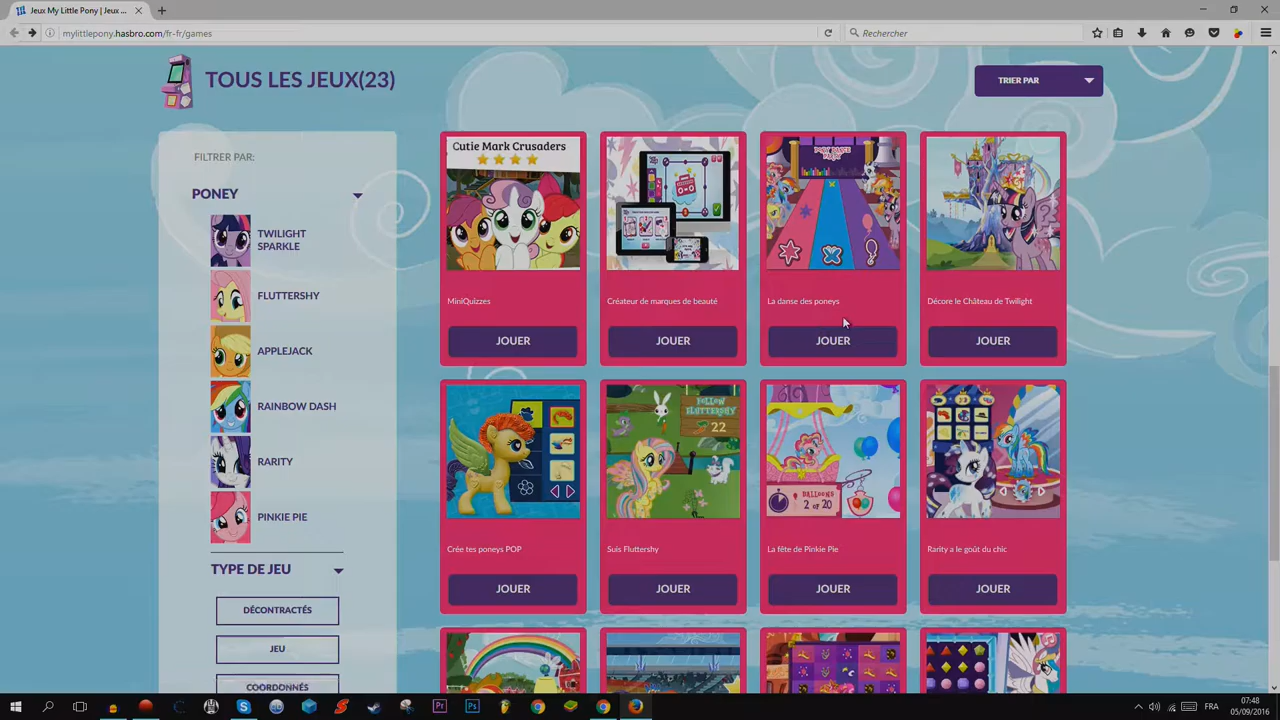 Jeux My Little Pony | Jeux ...
mylittlepony.hasbro.com/fr-fr/games
Rechercher
TOUS LES JEUX(23)
TRIER PAR
FILTRER PAR:
PONEY
TWILIGHT
SPARKLE
FLUTTERSHY
APPLEJACK
RAINBOW DASH
RARITY
PINKIE PIE
TYPE DE JEU
DÉCONTRACTÉS
JEU
COORDONNÉS
Cutie Mark Crusaders
MiniQuizzes
JOUER
Créateur de marques de beauté
JOUER
La danse des poneys
JOUER
Décore le Château de Twilight
JOUER
Crée tes poneys POP
JOUER
FOLLOW
FLUTTERSHY
22
Suis Fluttershy
JOUER
BALLOONS
2 of 20
La fête de Pinkie Pie
JOUER
Rarity a le goût du chic
JOUER
FRA
07:48
05/09/2016